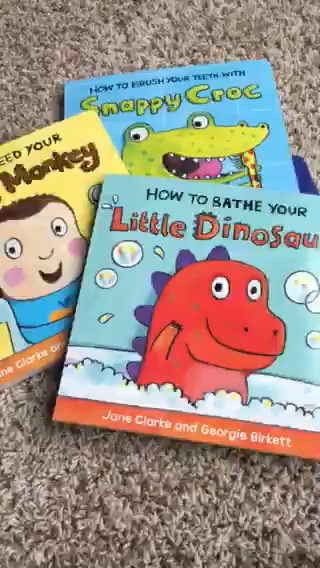 HOW TO BRUSH YOUR TEETH WITH
Snappy Croc
EED YOUR
Monkey
ne Clarke an
HOW TO BATHE YOUR
Little Dinosau
Jane Clarke and Georgie Birkett